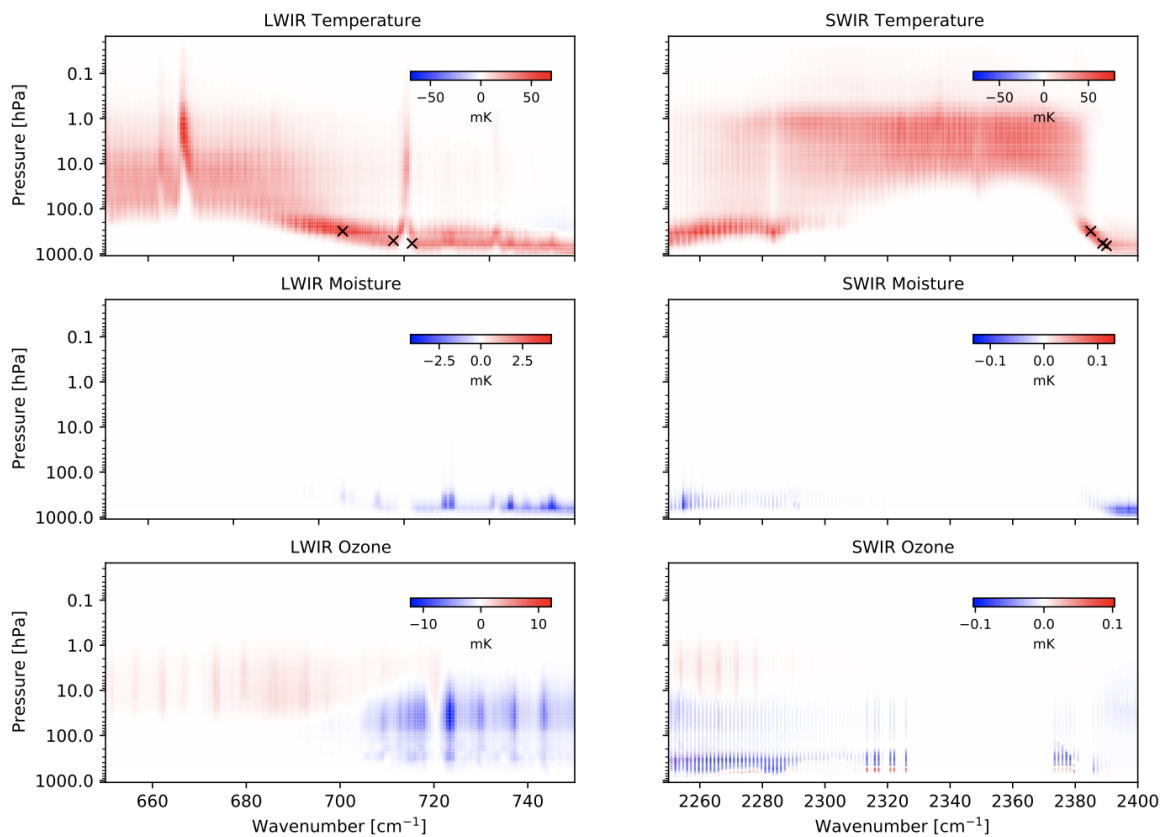 LWIR Temperature
SWIR Temperature
Pressure [hPa]
0.1
1.0
10.0
100.0
1000.0
−50 0 50
mK
−50 0 50
mK
LWIR Moisture
SWIR Moisture
Pressure [hPa]
0.1
1.0
10.0
100.0
1000.0
−2.5 0.0 2.5
mK
−0.1 0.0 0.1
mK
LWIR Ozone
SWIR Ozone
Pressure [hPa]
0.1
1.0
10.0
100.0
1000.0
−10 0 10
mK
−0.1 0.0 0.1
mK
660 680 700 720 740
2260 2280 2300 2320 2340 2360 2380 2400
Wavenumber [cm⁻¹]
Wavenumber [cm⁻¹]